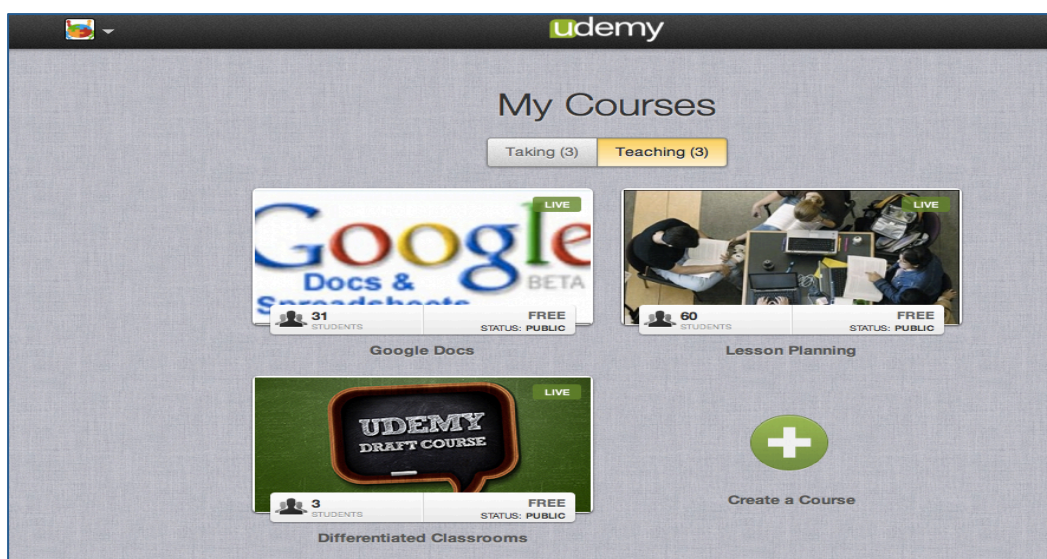 udemy
My Courses
Taking (3)
Teaching (3)
LIVE
Google
Docs &
BETA
Spreadsheets
31
STUDENTS
FREE
STATUS: PUBLIC
Google Docs
LIVE
60
STUDENTS
FREE
STATUS: PUBLIC
Lesson Planning
LIVE
UDEMY
DRAFT COURSE
3
STUDENTS
FREE
STATUS: PUBLIC
Differentiated Classrooms
Create a Course